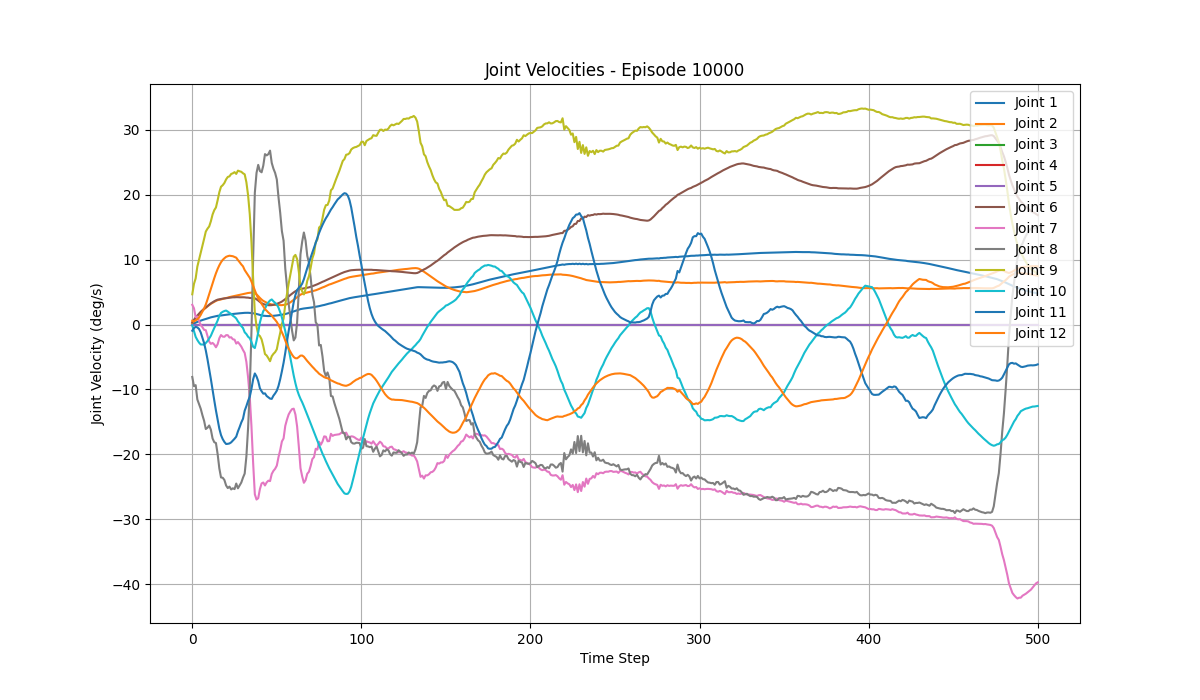 Joint Velocities - Episode 10000
Joint Velocity (deg/s)
30
20
10
0
−10
−20
−30
−40
0
100
200
300
400
500
Time Step
Joint 1
Joint 2
Joint 3
Joint 4
Joint 5
Joint 6
Joint 7
Joint 8
Joint 9
Joint 10
Joint 11
Joint 12